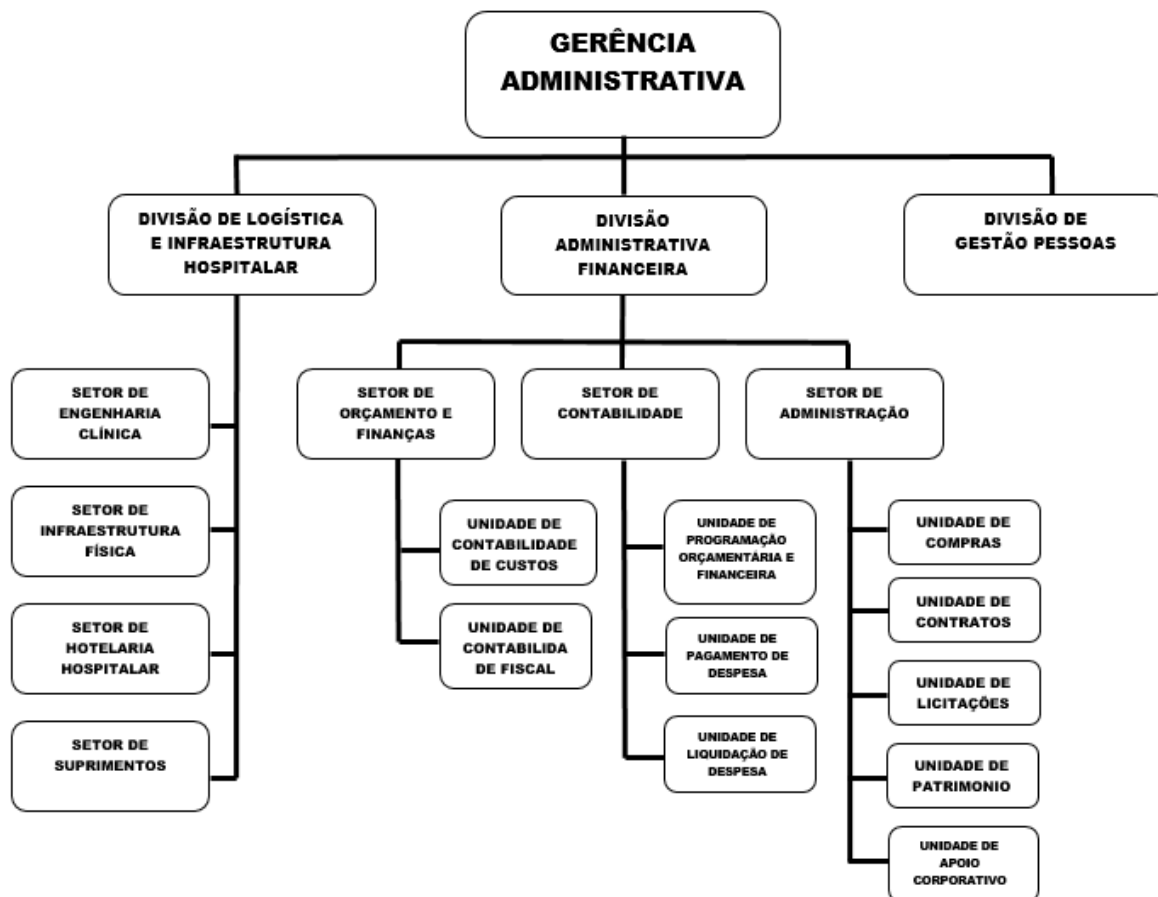 GERÊNCIA
ADMINISTRATIVA
DIVISÃO DE LOGÍSTICA
E INFRAESTRUTURA
HOSPITALAR
DIVISÃO
ADMINISTRATIVA
FINANCEIRA
DIVISÃO DE
GESTÃO PESSOAS
SETOR DE
ENGENHARIA
CLÍNICA
SETOR DE
INFRAESTRUTURA
FÍSICA
SETOR DE
HOTELARIA
HOSPITALAR
SETOR DE
SUPRIMENTOS
SETOR DE
ORÇAMENTO E
FINANÇAS
UNIDADE DE
CONTABILIDADE
DE CUSTOS
UNIDADE DE
CONTABILIDA
DE FISCAL
SETOR DE
CONTABILIDADE
UNIDADE DE
PROGRAMAÇÃO
ORÇAMENTÁRIA E
FINANCEIRA
UNIDADE DE
PAGAMENTO DE
DESPESA
UNIDADE DE
LIQUIDAÇÃO DE
DESPESA
SETOR DE
ADMINISTRAÇÃO
UNIDADE DE
COMPRAS
UNIDADE DE
CONTRATOS
UNIDADE DE
LICITAÇÕES
UNIDADE DE
PATRIMONIO
UNIDADE DE
APOIO
CORPORATIVO